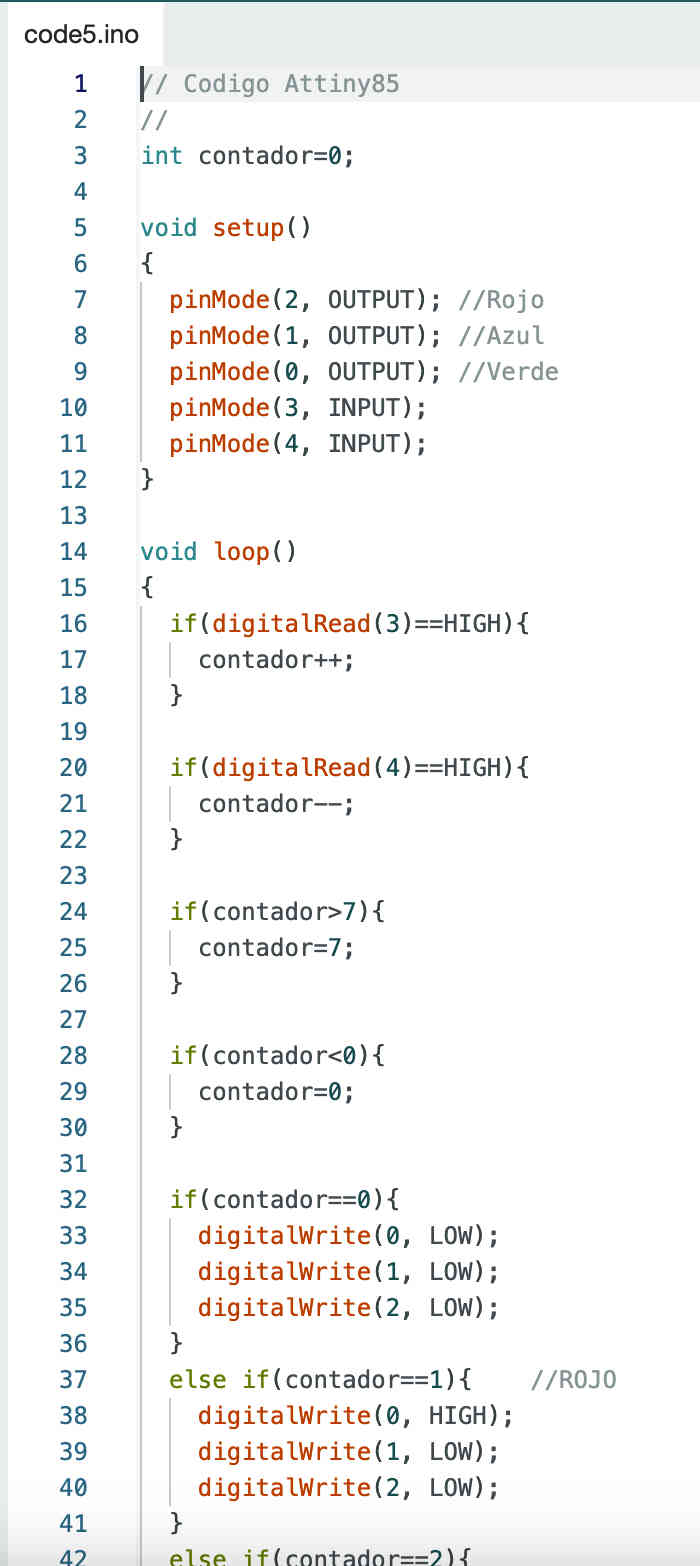 code5.ino
1 // Codigo Attiny85
2 //
3 int contador=0;
4
5 void setup()
6 {
7   pinMode(2, OUTPUT); //Rojo
8   pinMode(1, OUTPUT); //Azul
9   pinMode(0, OUTPUT); //Verde
10   pinMode(3, INPUT);
11   pinMode(4, INPUT);
12 }
13
14 void loop()
15 {
16   if(digitalRead(3)==HIGH){
17     contador++;
18   }
19
20   if(digitalRead(4)==HIGH){
21     contador--;
22   }
23
24   if(contador>7){
25     contador=7;
26   }
27
28   if(contador<0){
29     contador=0;
30   }
31
32   if(contador==0){
33     digitalWrite(0, LOW);
34     digitalWrite(1, LOW);
35     digitalWrite(2, LOW);
36   }
37   else if(contador==1){    //ROJO
38     digitalWrite(0, HIGH);
39     digitalWrite(1, LOW);
40     digitalWrite(2, LOW);
41   }
42   else if(contador==2){